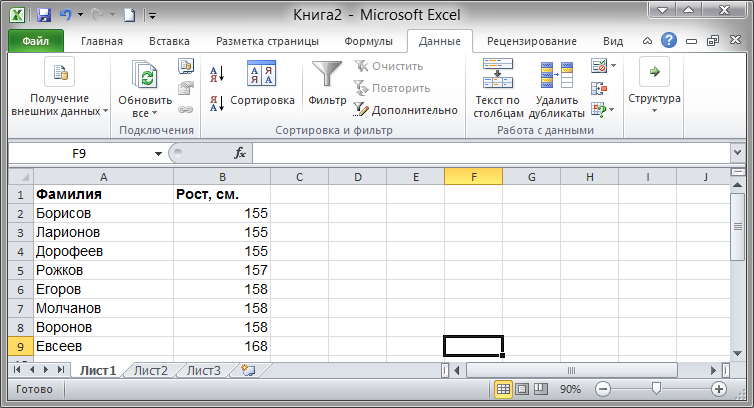 Книга2 - Microsoft Excel
Файл Главная Вставка Разметка страницы Формулы Данные Рецензирование Вид
Получение внешних данных
Обновить все
Подключения
А Я
Я А
А Я Я А
Сортировка
Фильтр
Очистить
Повторить
Дополнительно
Сортировка и фильтр
Текст по столбцам
Удалить дубликаты
Работа с данными
Структура
F9 fx
A B C D E F G H I J
1 Фамилия Рост, см.
2 Борисов 155
3 Ларионов 155
4 Дорофеев 155
5 Рожков 157
6 Егоров 158
7 Молчанов 158
8 Воронов 158
9 Евсеев 168
Лист1 Лист2 Лист3
Готово 90%